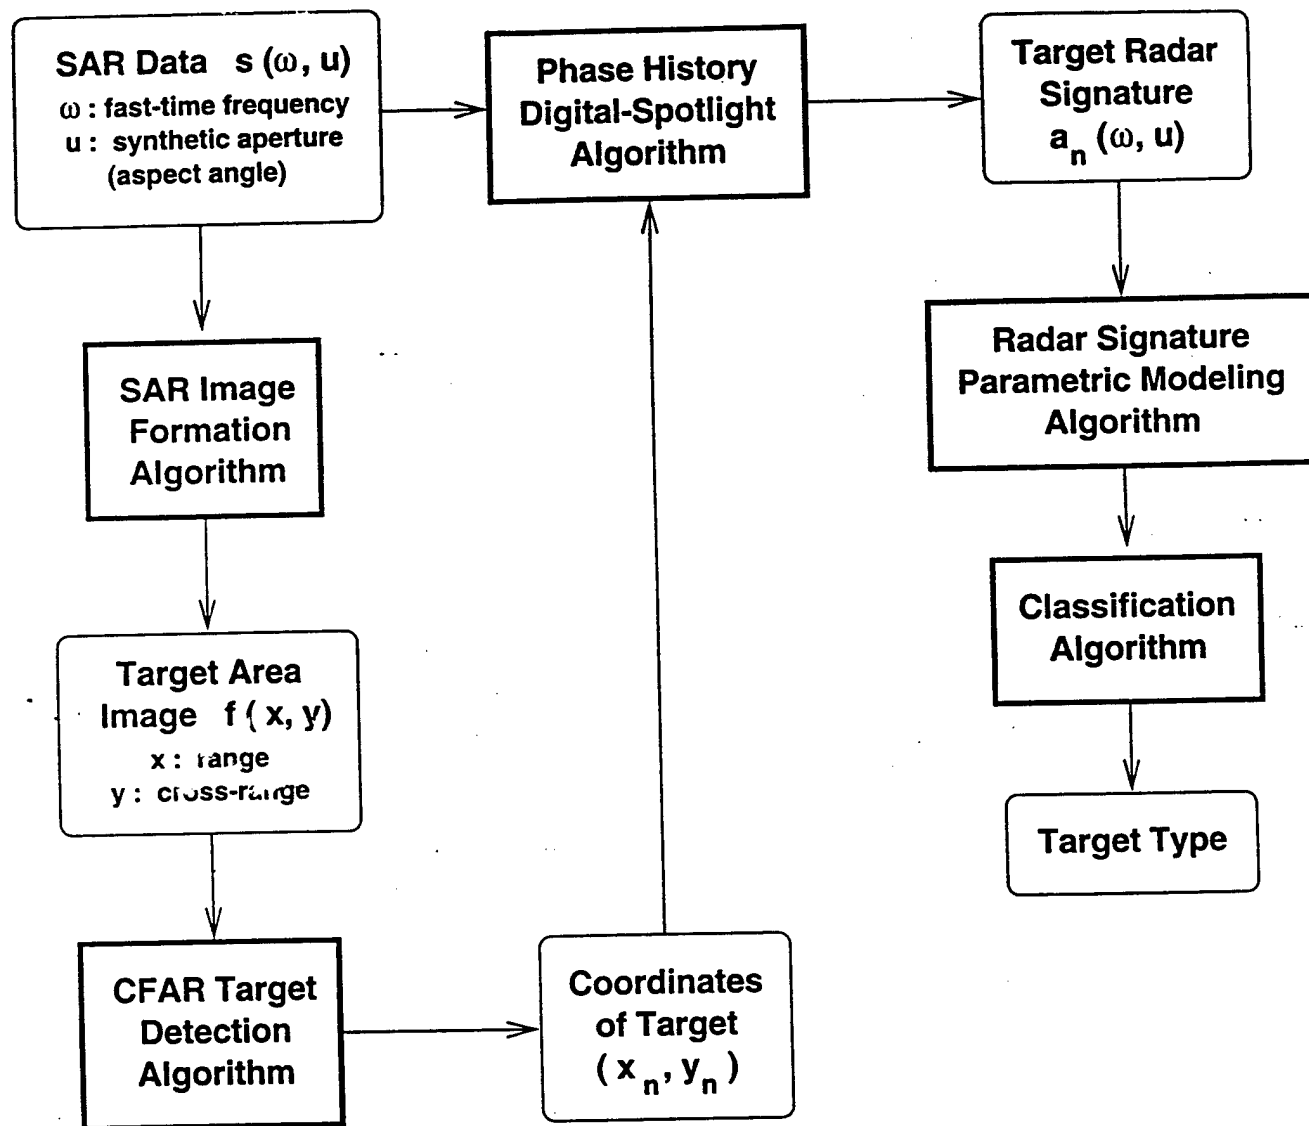 SAR Data s (ω, u)
ω : fast-time frequency
u : synthetic aperture
(aspect angle)
Phase History
Digital-Spotlight
Algorithm
Target Radar
Signature
a_n (ω, u)
SAR Image
Formation
Algorithm
Radar Signature
Parametric Modeling
Algorithm
Classification
Algorithm
Target Area
Image f ( x, y)
x : range
y : cross-range
Target Type
CFAR Target
Detection
Algorithm
Coordinates
of Target
( x_n, y_n )